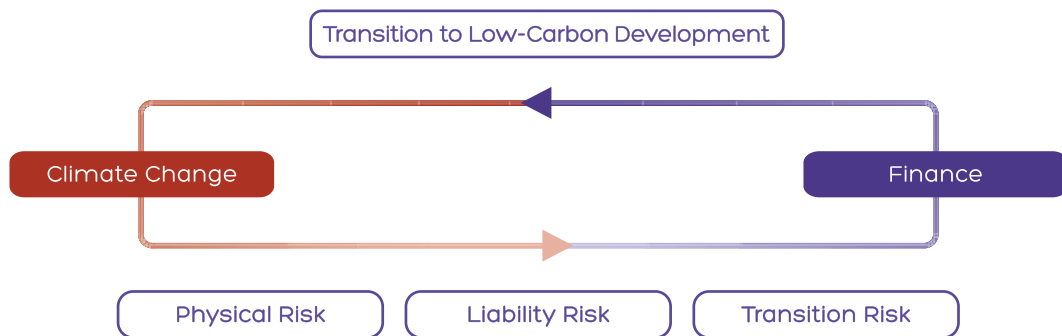 Transition to Low-Carbon Development
Climate Change
Finance
Physical Risk
Liability Risk
Transition Risk